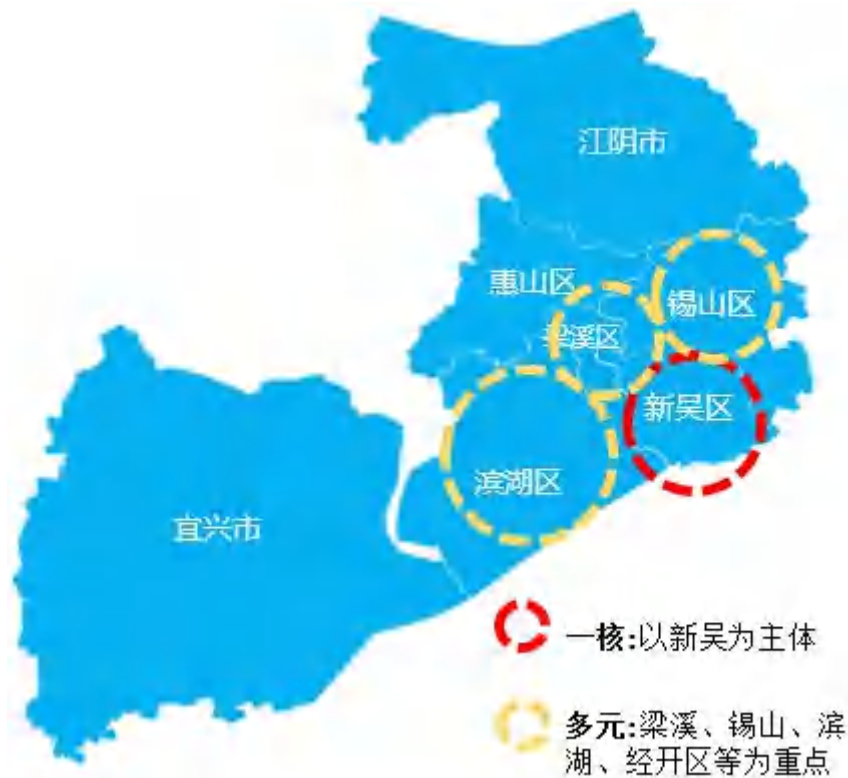 江阴市
惠山区
锡山区
梁溪区
新吴区
滨湖区
宜兴市
一核:以新吴为主体
多元:梁溪、锡山、滨
湖、经开区等为重点